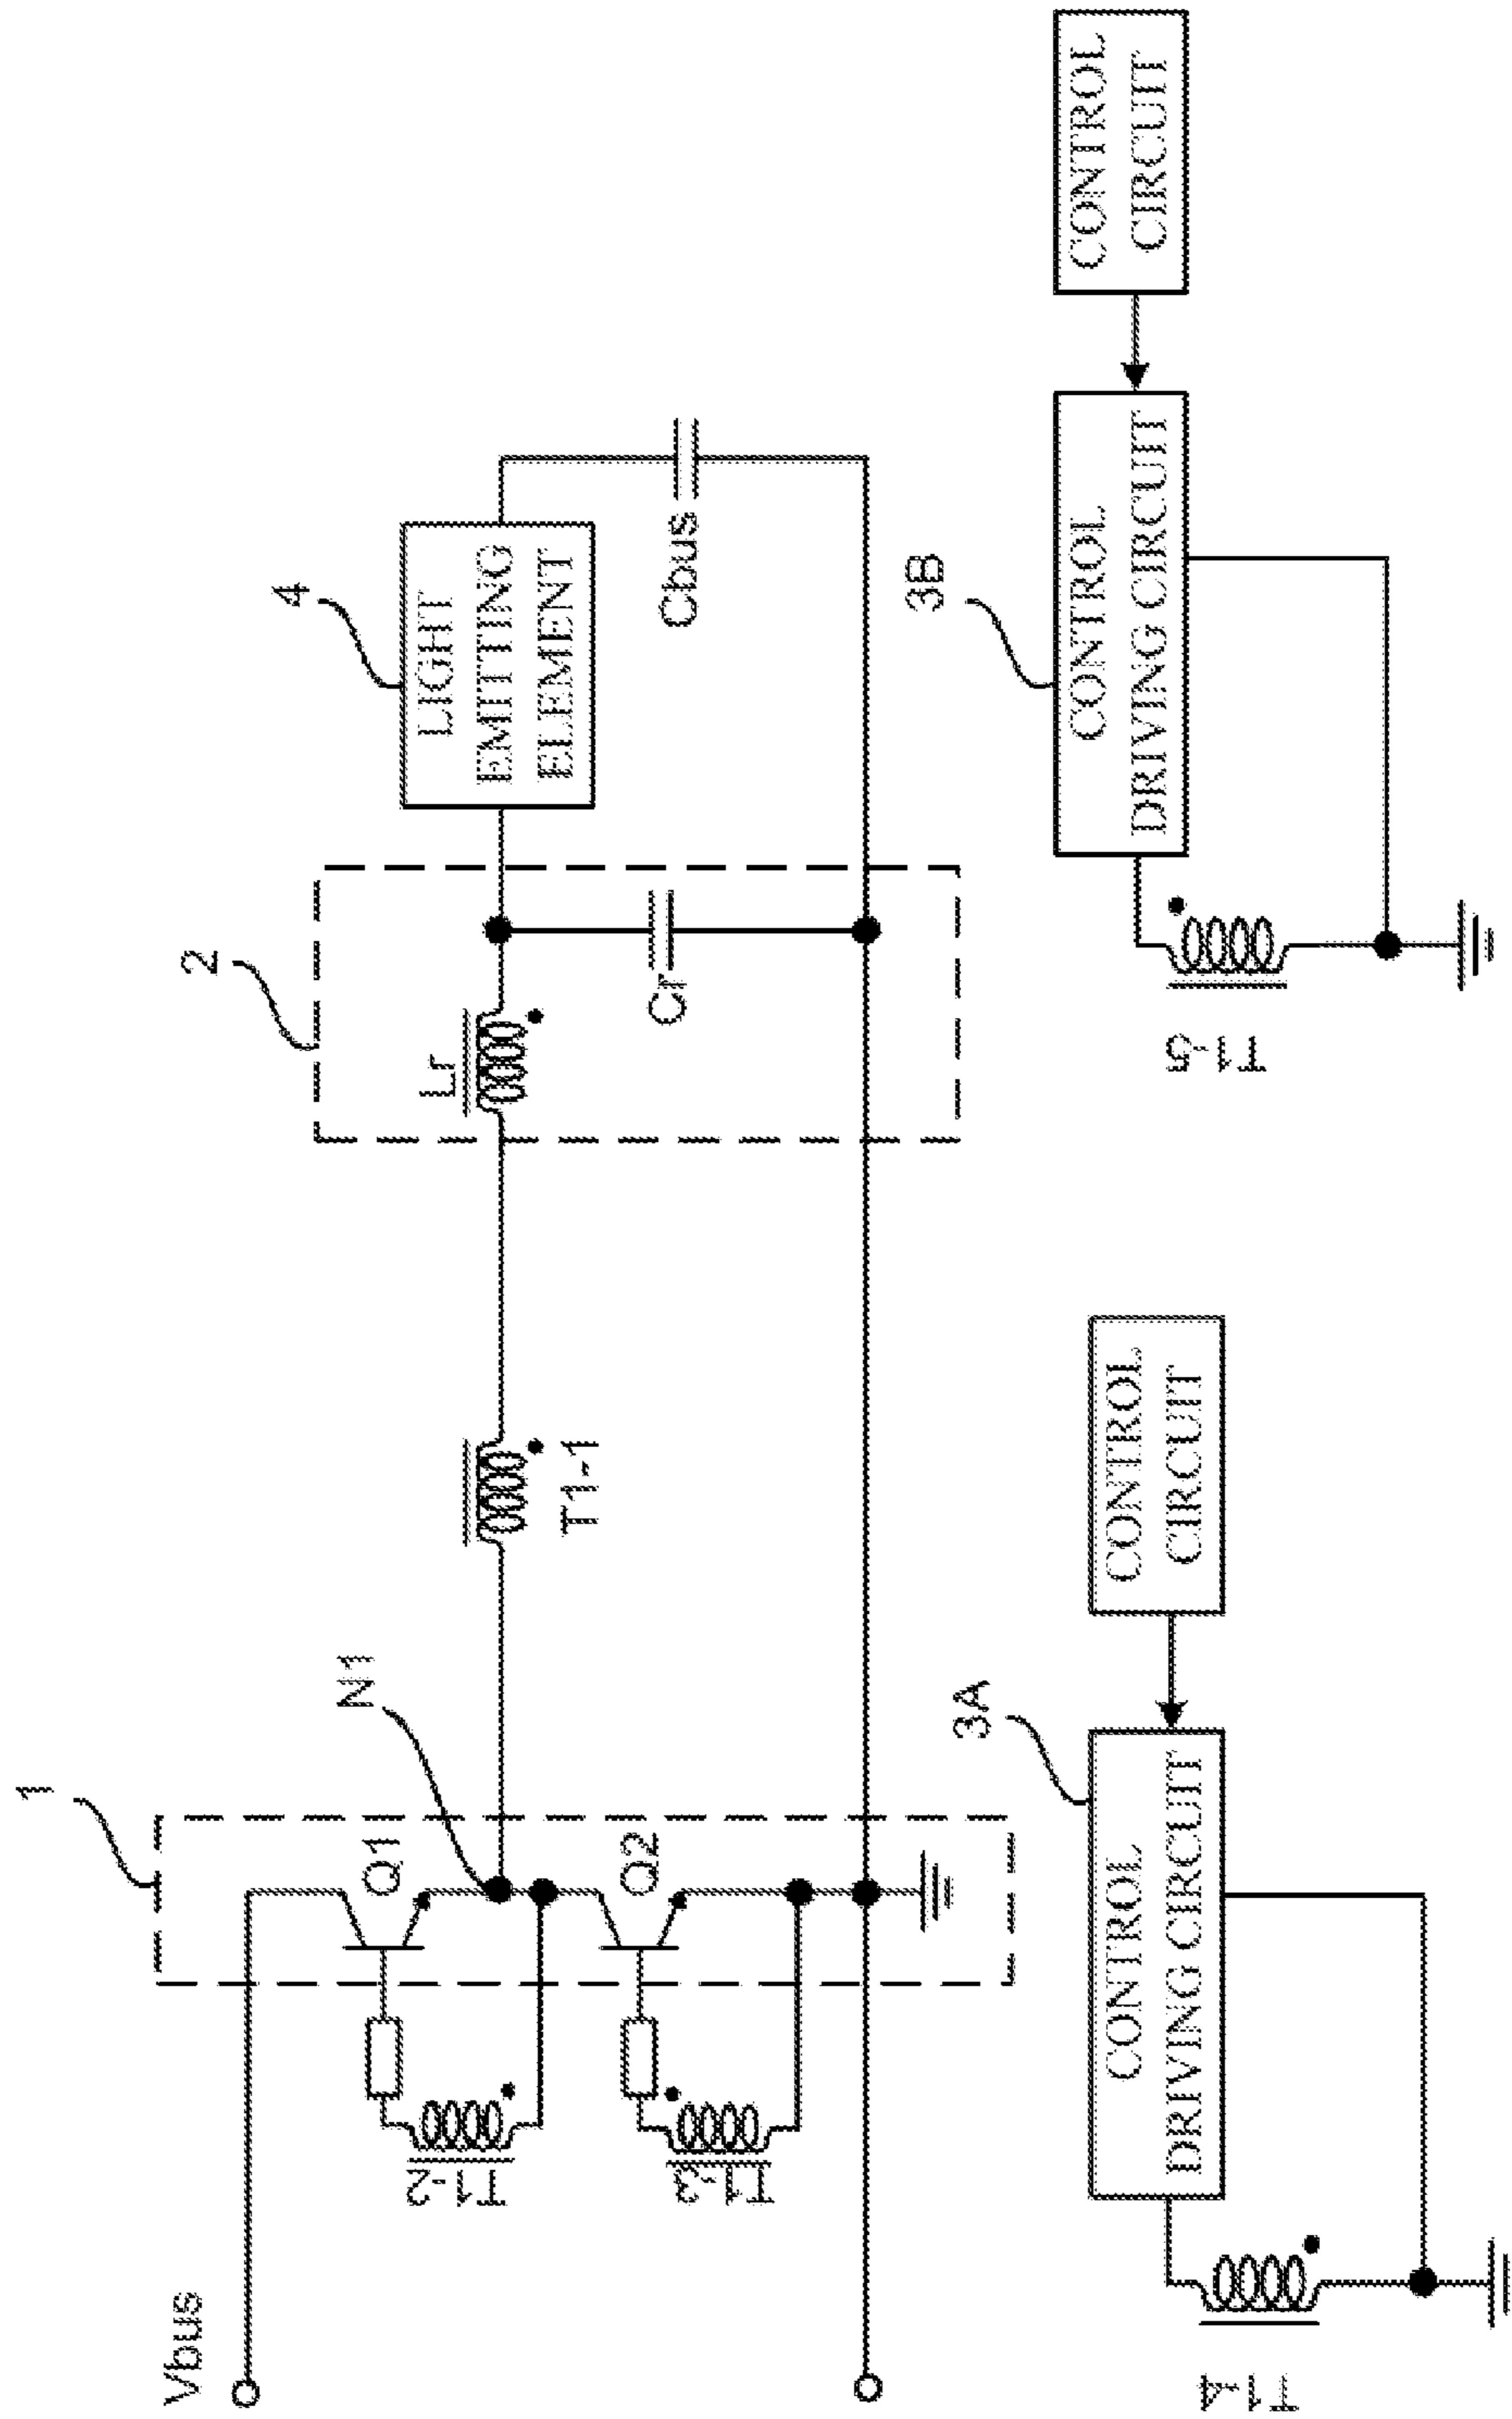 1
N1
2
4
Vbus
Q1
Q2
T1-2
T1-3
T1-1
Lr
Cr
LIGHT
EMITTING
ELEMENT
Cbus
3A
CONTROL
DRIVING CIRCUIT
CONTROL
CIRCUIT
T1-4
3B
CONTROL
DRIVING CIRCUIT
CONTROL
CIRCUIT
T1-5